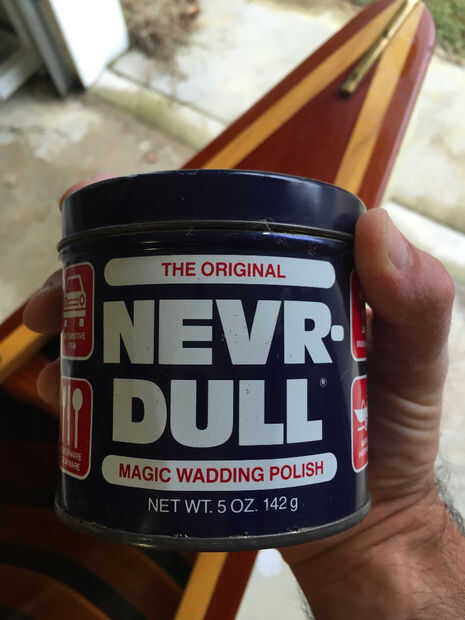 THE ORIGINAL
NEVR-
DULL®
MAGIC WADDING POLISH
NET WT. 5 OZ. 142 g